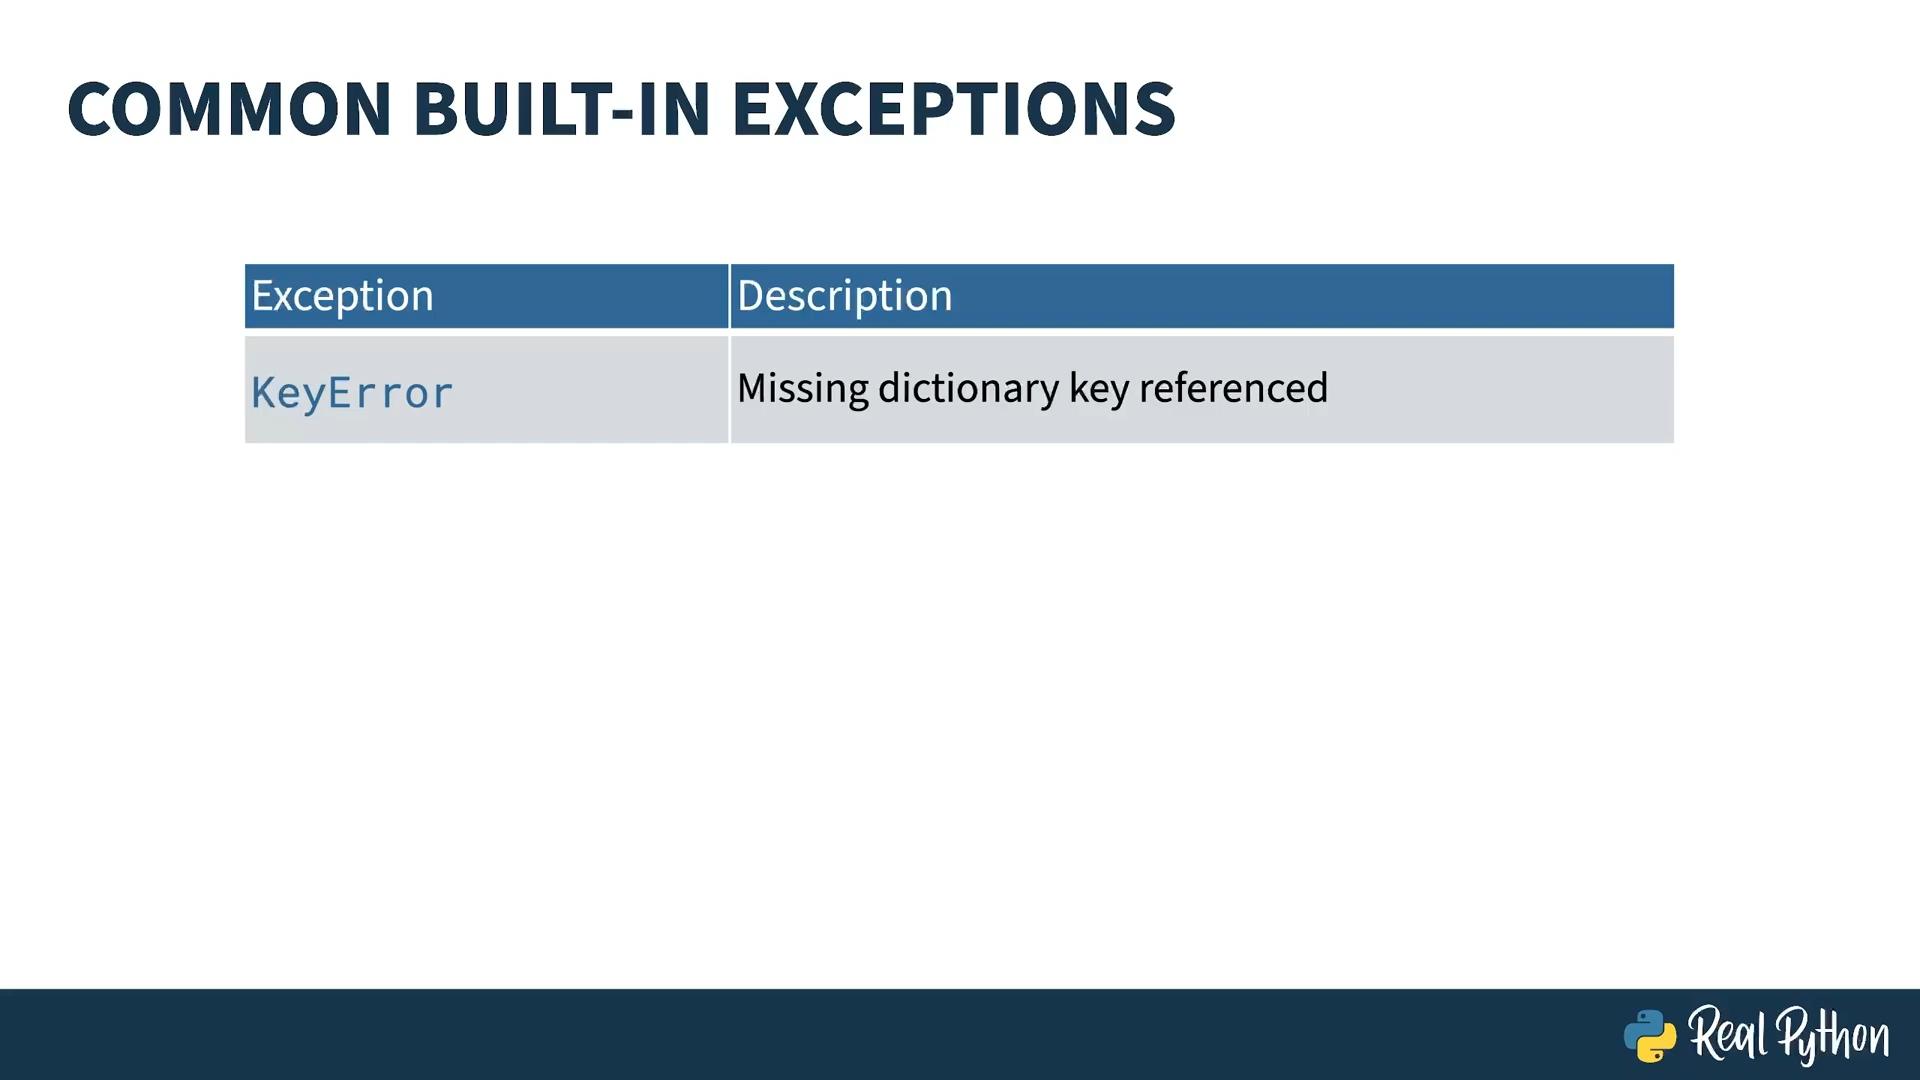 COMMON BUILT-IN EXCEPTIONS
Exception Description
KeyError Missing dictionary key referenced
Real Python